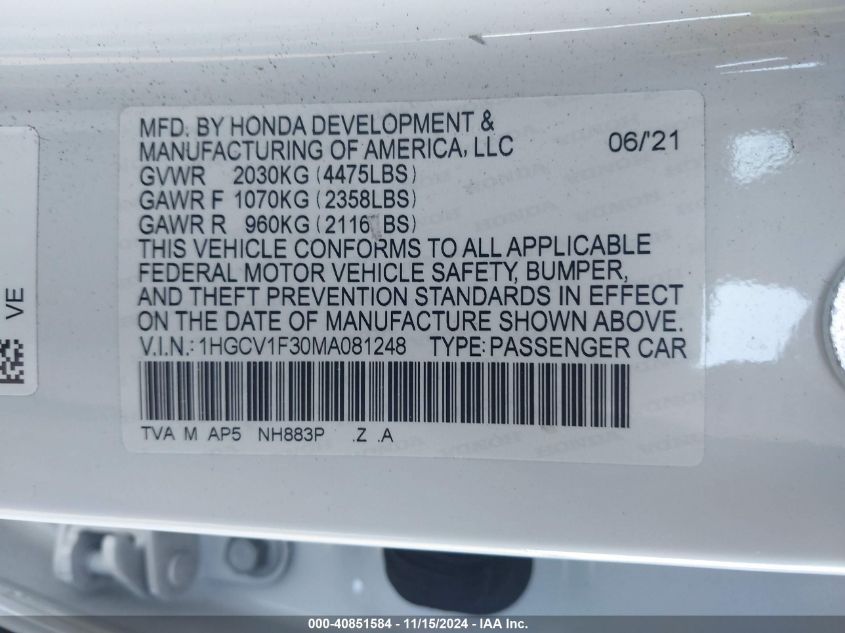 MFD. BY HONDA DEVELOPMENT &
MANUFACTURING OF AMERICA, LLC 06/'21
GVWR 2030KG (4475LBS)
GAWR F 1070KG (2358LBS)
GAWR R 960KG (2116LBS)
THIS VEHICLE CONFORMS TO ALL APPLICABLE
FEDERAL MOTOR VEHICLE SAFETY, BUMPER,
AND THEFT PREVENTION STANDARDS IN EFFECT
ON THE DATE OF MANUFACTURE SHOWN ABOVE.
V.I.N.: 1HGCV1F30MA081248 TYPE: PASSENGER CAR
TVA M AP5 NH883P .Z .A
VE
000-40851584 - 11/15/2024 - IAAI Inc.